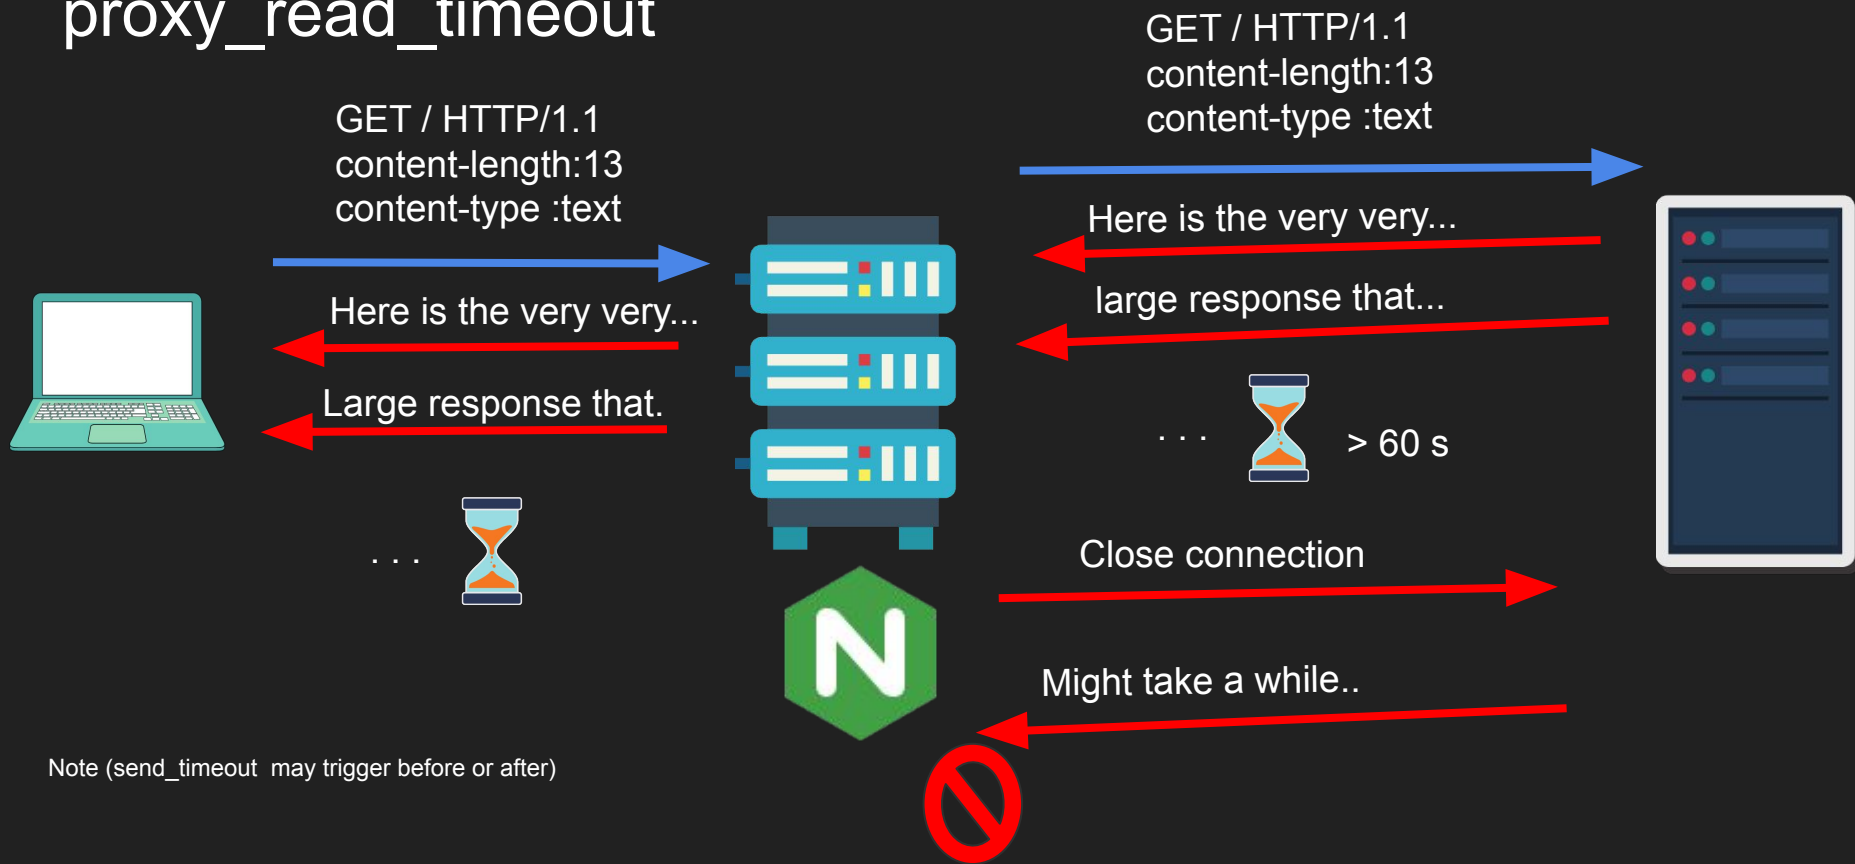 proxy_read_timeout
GET / HTTP/1.1
content-length:13
content-type :text
GET / HTTP/1.1
content-length:13
content-type :text
Here is the very very...
large response that...
Here is the very very...
Large response that.
. . .
> 60 s
. . .
Close connection
Might take a while..
N
Note (send_timeout  may trigger before or after)